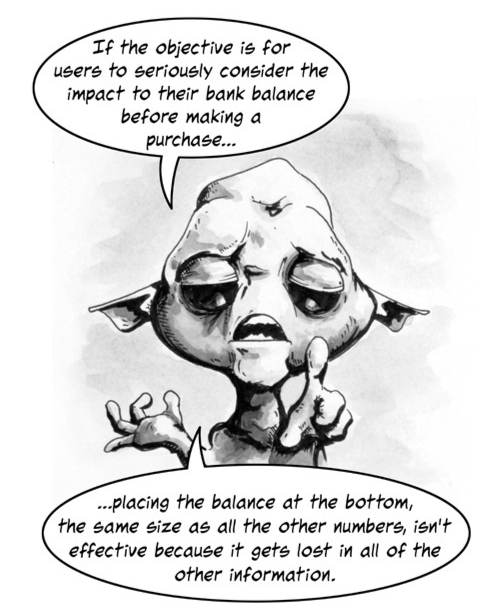 If the objective is for
users to seriously consider the
impact to their bank balance
before making a
purchase...
...placing the balance at the bottom,
the same size as all the other numbers, isn't
effective because it gets lost in all of the
other information.